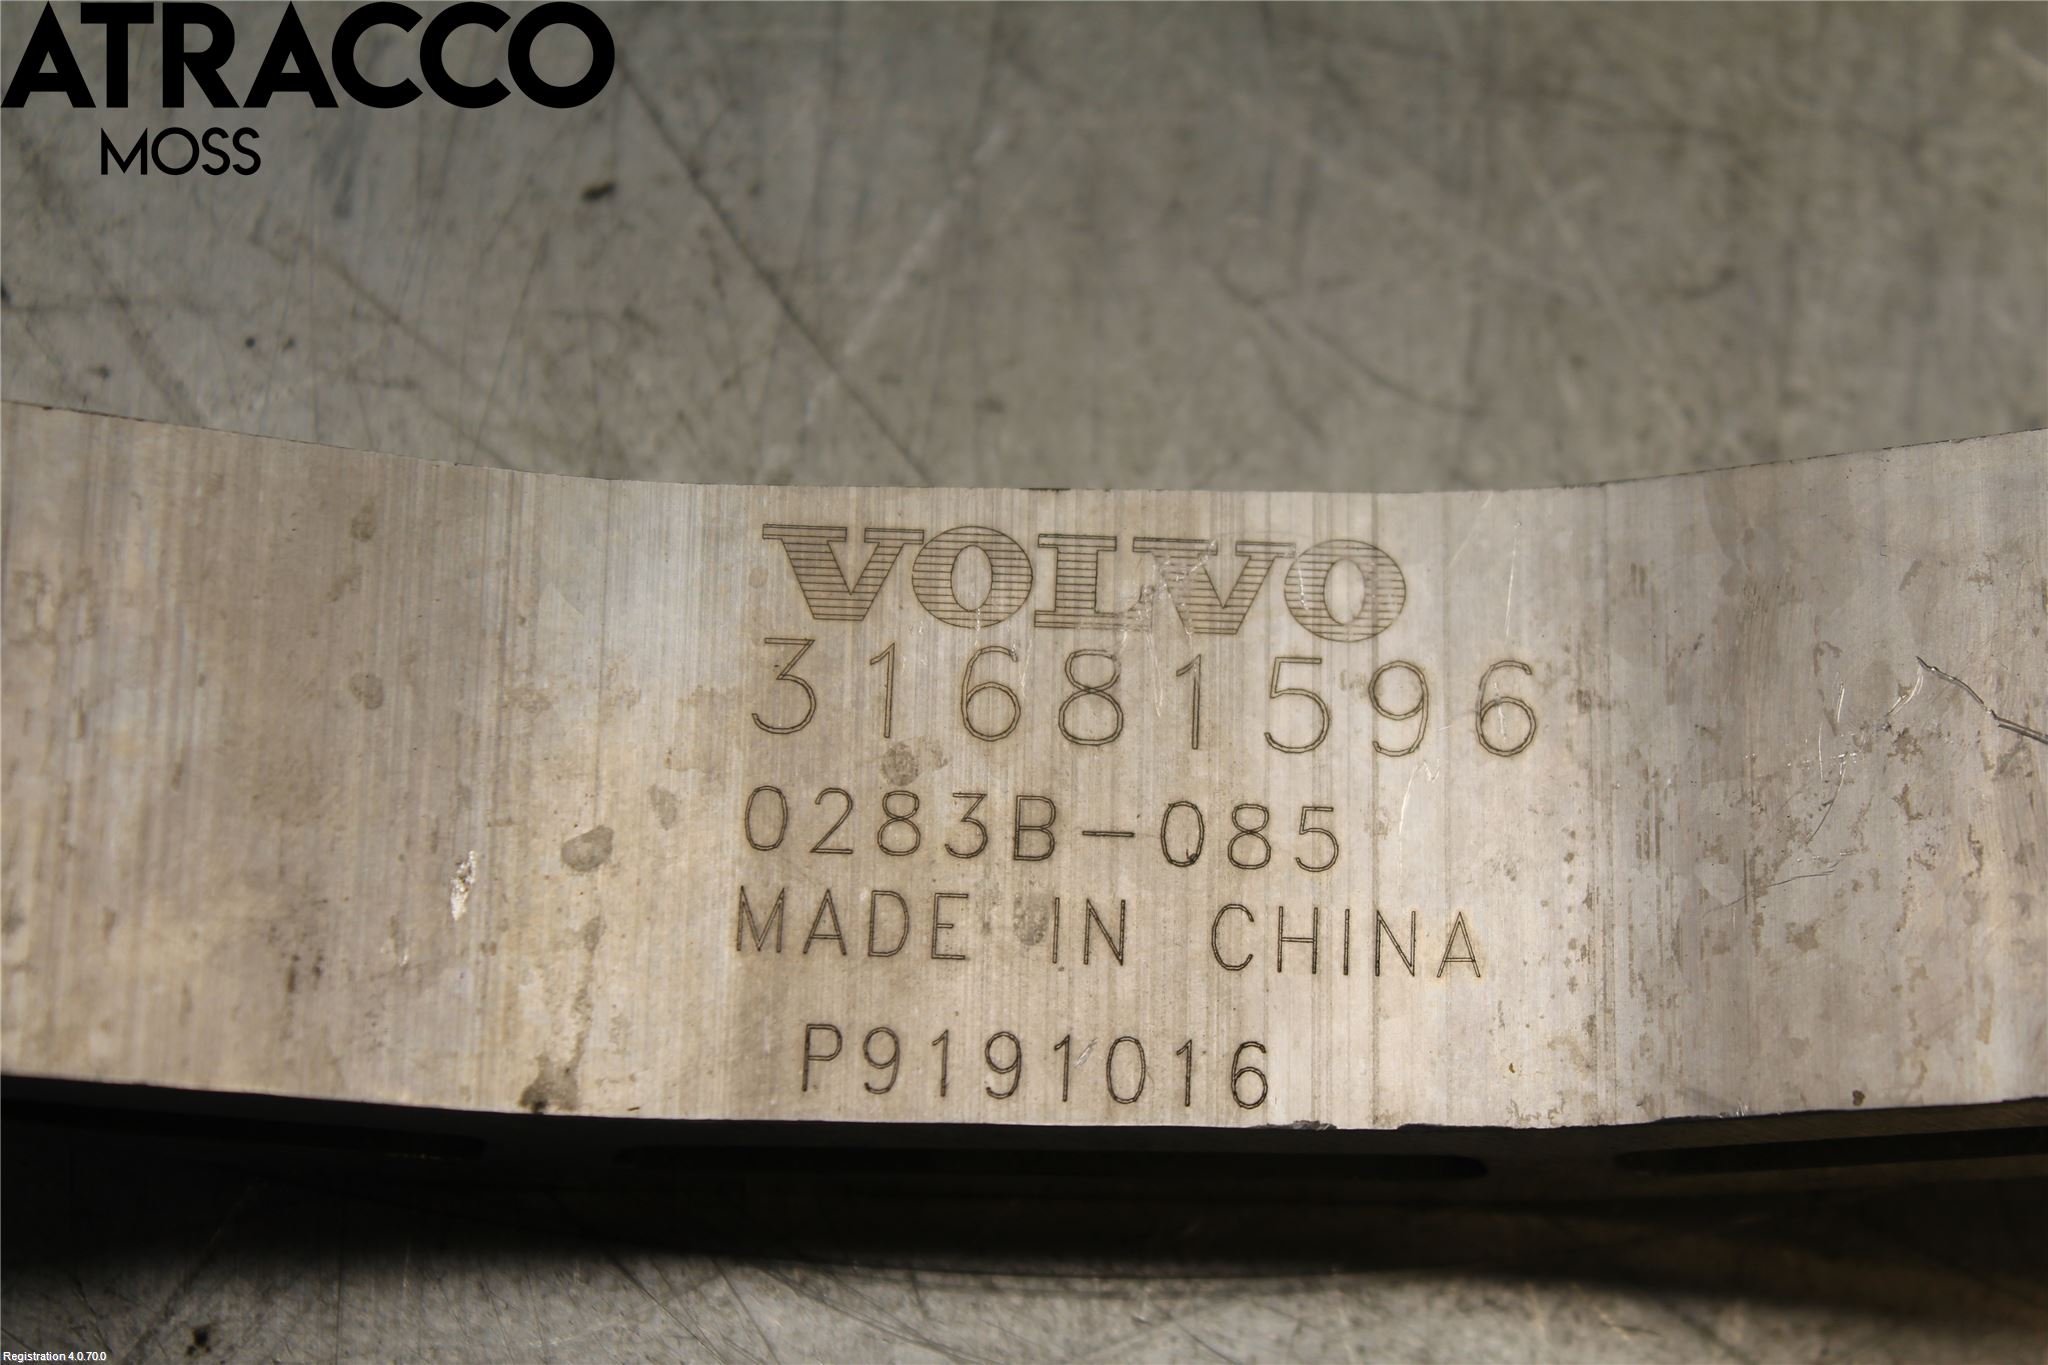 ATRACCO
MOSS
VOLVO
31681596
0283B-085
MADE IN CHINA
P9191016
Registration 4.0.70.0